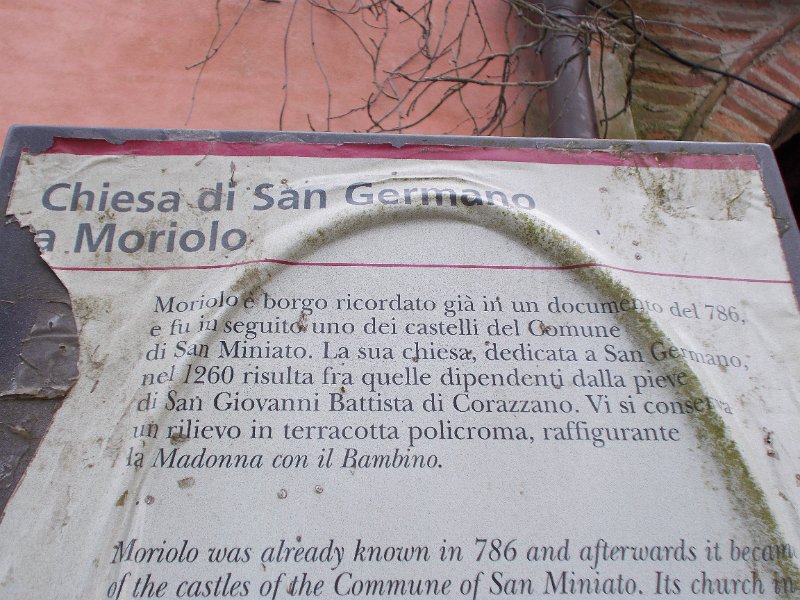 Chiesa di San Germano
a Moriolo
Moriolo è borgo ricordato già in un documento del 786,
e fu in seguito uno dei castelli del Comune
di San Miniato. La sua chiesa, dedicata a San Germano,
nel 1260 risulta fra quelle dipendenti dalla pieve
di San Giovanni Battista di Corazzano. Vi si conserva
un rilievo in terracotta policroma, raffigurante
la Madonna con il Bambino.
Moriolo was already known in 786 and afterwards it becam
of the castles of the Commune of San Miniato. Its church in